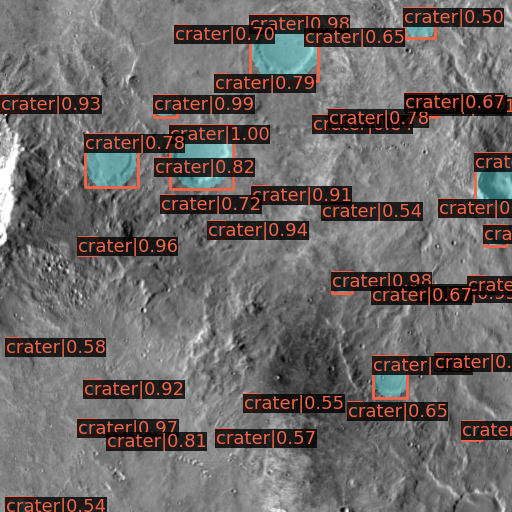 crater|0.50
crater|0.98
crater|0.70
crater|0.65
crater|0.79
crater|0.93
crater|0.99
crater|0.67
crater|0.78
crater|1.00
crater|0.78
crater|0.82
crate
crater|0.91
crater|0.72
crater|0.54
crater|0.
crater|0.94
cra
crater|0.96
crater|0.98
crate
crater|0.67
crater|0.58
crater|0.
crater|
crater|0.92
crater|0.55
crater|0.65
crater|0.97
crater|0.81
crater|0.57
crater
crater|0.54